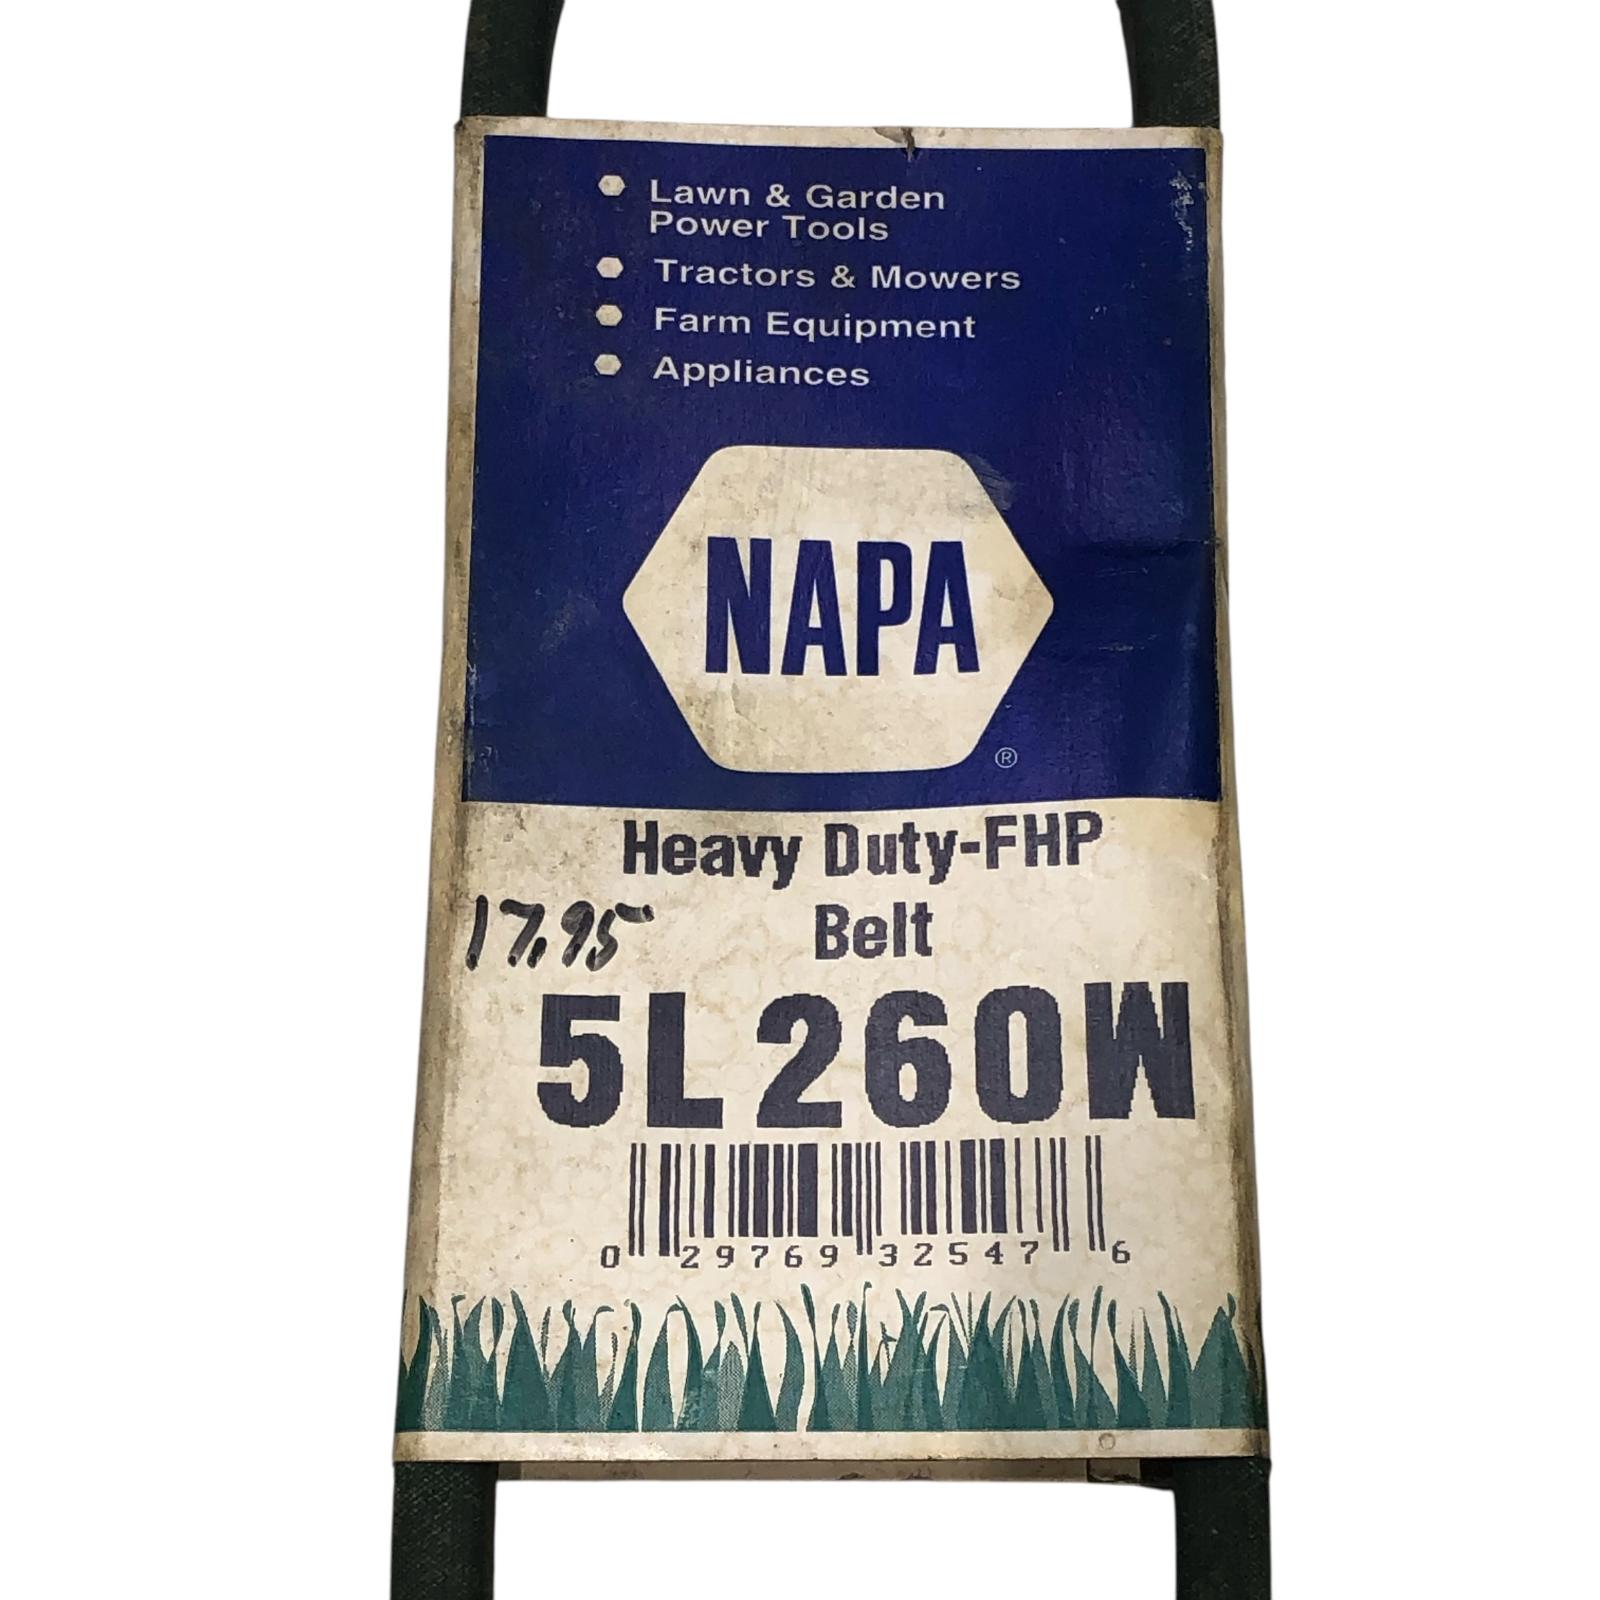 Lawn & Garden
Power Tools
Tractors & Mowers
Farm Equipment
Appliances
NAPA
®
Heavy Duty-FHP
Belt
17.95
5L260W
0 29769 32547 6